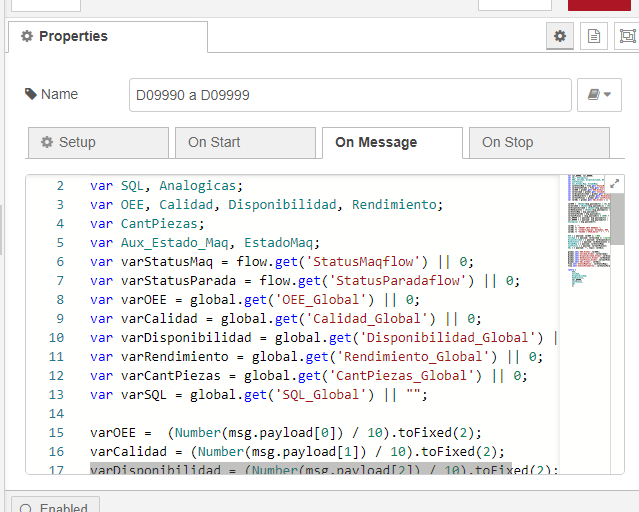 Properties
Name
D09990 a D09999
Setup
On Start
On Message
On Stop
2 var SQL, Analogicas;
3 var OEE, Calidad, Disponibilidad, Rendimiento;
4 var CantPiezas;
5 var Aux_Estado_Maq, EstadoMaq;
6 var varStatusMaq = flow.get('StatusMaqflow') || 0;
7 var varStatusParada = flow.get('StatusParadaflow') || 0;
8 var varOEE = global.get('OEE_Global') || 0;
9 var varCalidad = global.get('Calidad_Global') || 0;
10 var varDisponibilidad = global.get('Disponibilidad_Global') |
11 var varRendimiento = global.get('Rendimiento_Global') || 0;
12 var varCantPiezas = global.get('CantPiezas_Global') || 0;
13 var varSQL = global.get('SQL_Global') || "";
14
15 varOEE =  (Number(msg.payload[0]) / 10).toFixed(2);
16 varCalidad = (Number(msg.payload[1]) / 10).toFixed(2);
17 varDisponibilidad = (Number(msg.payload[2]) / 10).toFixed(2);
Enabled